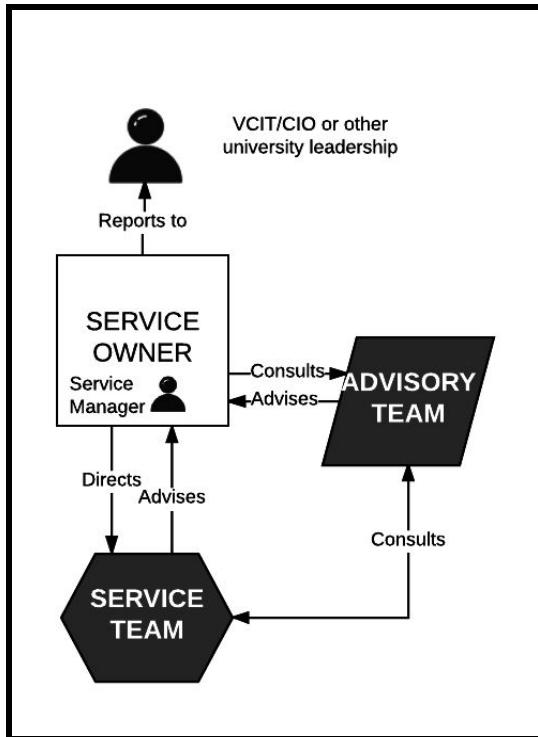 VCIT/CIO or other
university leadership
Reports to
SERVICE
OWNER
Service
Manager
Consults
Advises
ADVISORY
TEAM
Directs
Advises
Consults
SERVICE
TEAM